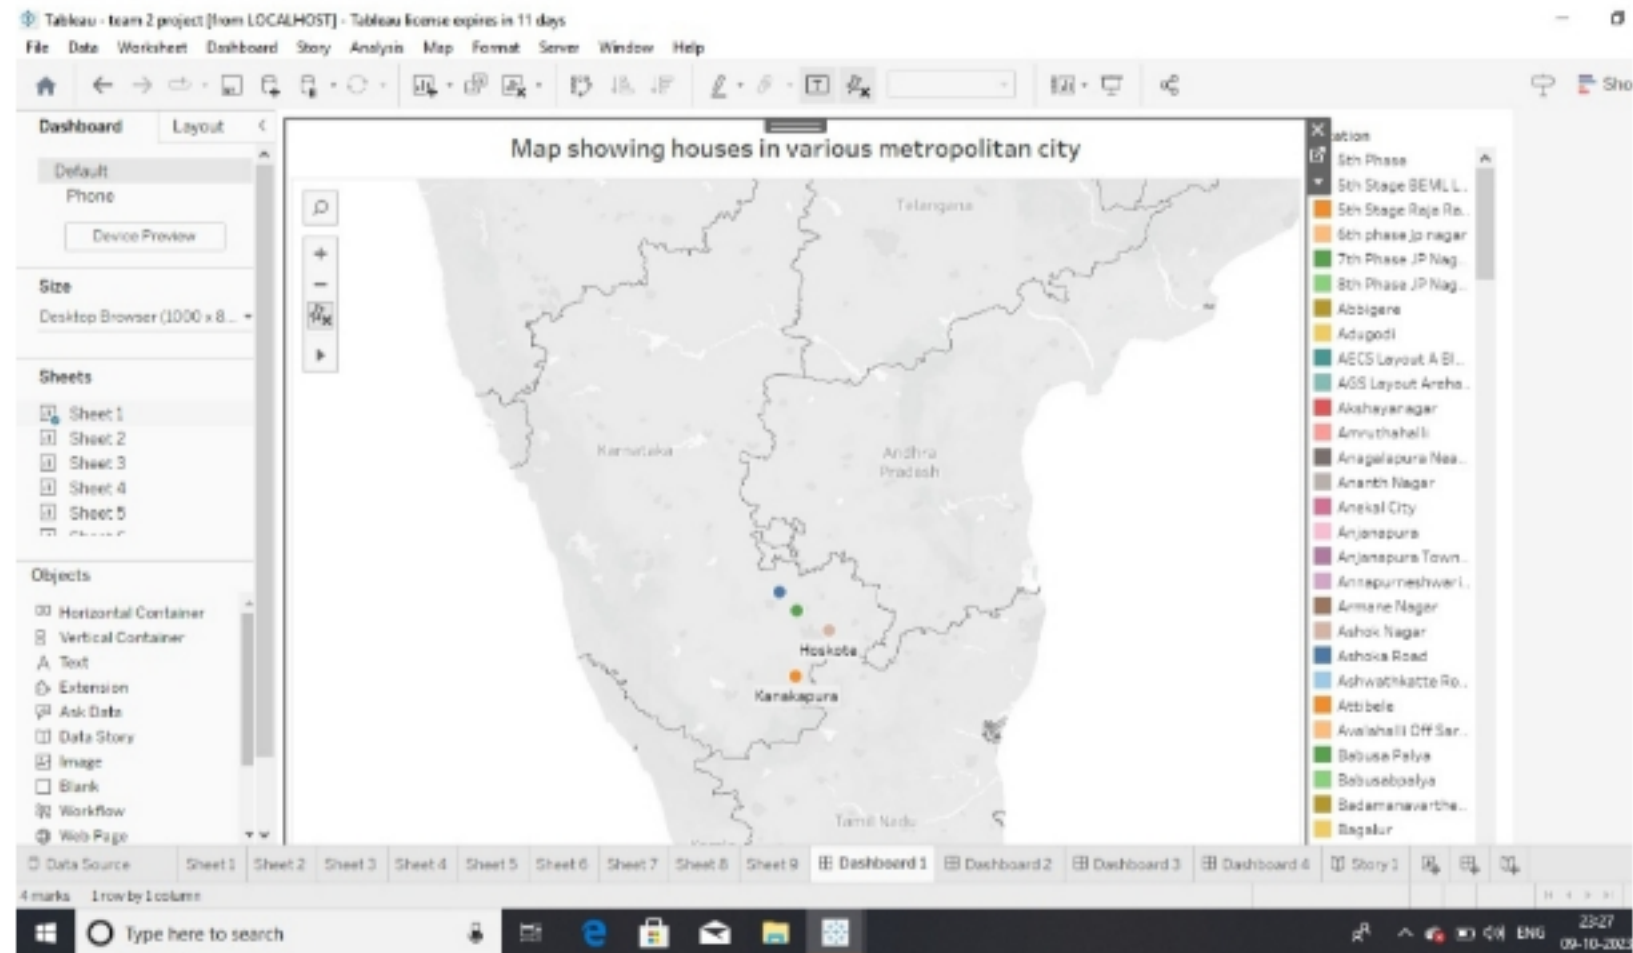 Tableau - team 2 project [from LOCALHOST] - Tableau license expires in 11 days
File Data Worksheet Dashboard Story Analysis Map Format Server Window Help
Sho
Dashboard Layout
Default
Phone
Device Preview
Size
Desktop Browser (1000 x 8...
Sheets
Sheet 1
Sheet 2
Sheet 3
Sheet 4
Sheet 5
Objects
Horizontal Container
Vertical Container
Text
Extension
Ask Data
Data Story
Image
Blank
Workflow
Web Page
Map showing houses in various metropolitan city
Telangana
Karnataka
Andhra
Pradesh
Hoskote
Kanakapura
Tamil Nadu
ation
5th Phase
5th Stage BEML L..
5th Stage Raja Ra..
6th phase jp nagar
7th Phase JP Nag..
8th Phase JP Nag..
Abbigere
Adugodi
AECS Layout A Bl..
AGS Layout Areha..
Akshayanagar
Amruthahalli
Anagalapura Nea..
Ananth Nagar
Anekal City
Anjanapura
Anjanapura Town..
Annapurneshwari..
Armane Nagar
Ashok Nagar
Ashoka Road
Ashwathkatte Ro..
Attibele
Avalahalli Off Sar..
Babusa Palya
Babusabpalya
Badamanavarthe..
Bagalur
Data Source Sheet 1 Sheet 2 Sheet 3 Sheet 4 Sheet 5 Sheet 6 Sheet 7 Sheet 8 Sheet 9 Dashboard 1 Dashboard 2 Dashboard 3 Dashboard 4 Story 1
4 marks 1 row by 1 column
Type here to search
ENG
23:27
09-10-2023